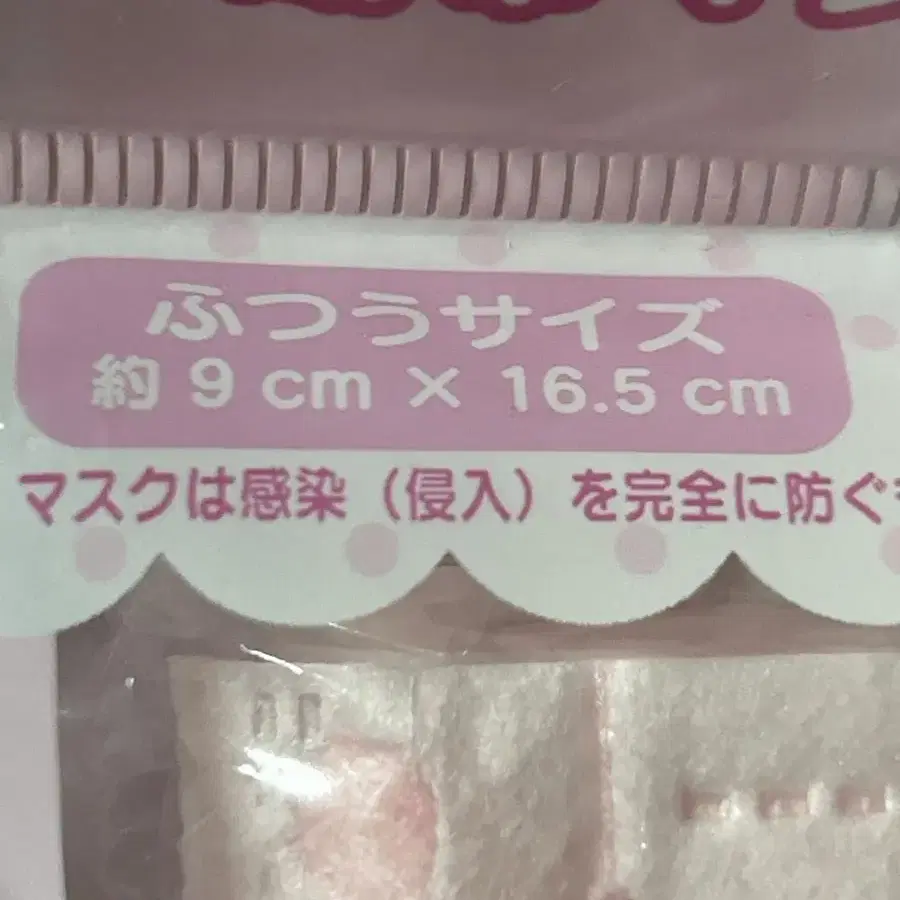 ふつうサイズ
約 9 cm × 16.5 cm
マスクは感染（侵入）を完全に防ぐ